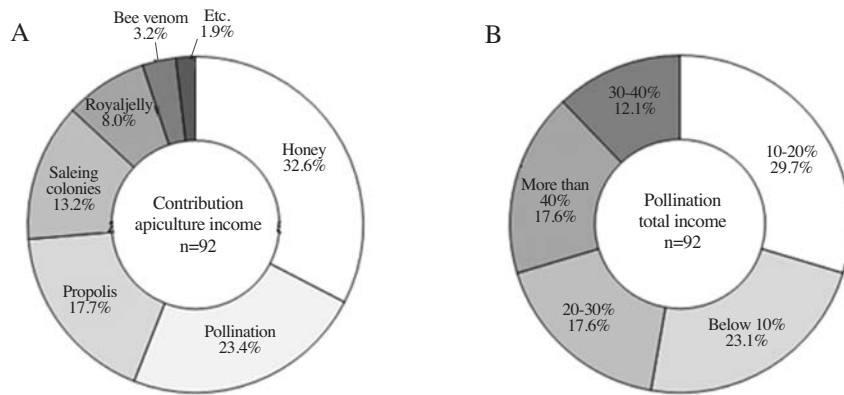 A
Bee venom
3.2%
Etc.
1.9%
Royaljelly
8.0%
Honey
32.6%
Saleing
colonies
13.2%
Contribution
apiculture income
n=92
Propolis
17.7%
Pollination
23.4%
B
30-40%
12.1%
10-20%
29.7%
More than
40%
17.6%
Pollination
total income
n=92
20-30%
17.6%
Below 10%
23.1%